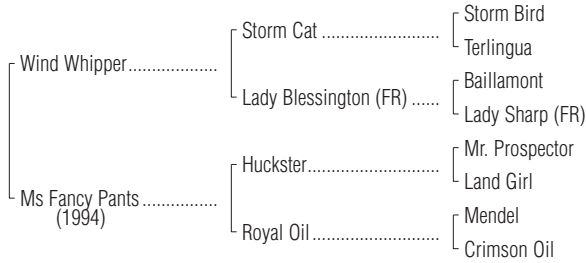 Storm Bird
Storm Cat ........................
Terlingua
Wind Whipper..................
Baillamont
Lady Blessington (FR) ......
Lady Sharp (FR)
Mr. Prospector
Huckster...........................
Land Girl
Ms Fancy Pants ...............
(1994)
Mendel
Royal Oil ..........................
Crimson Oil